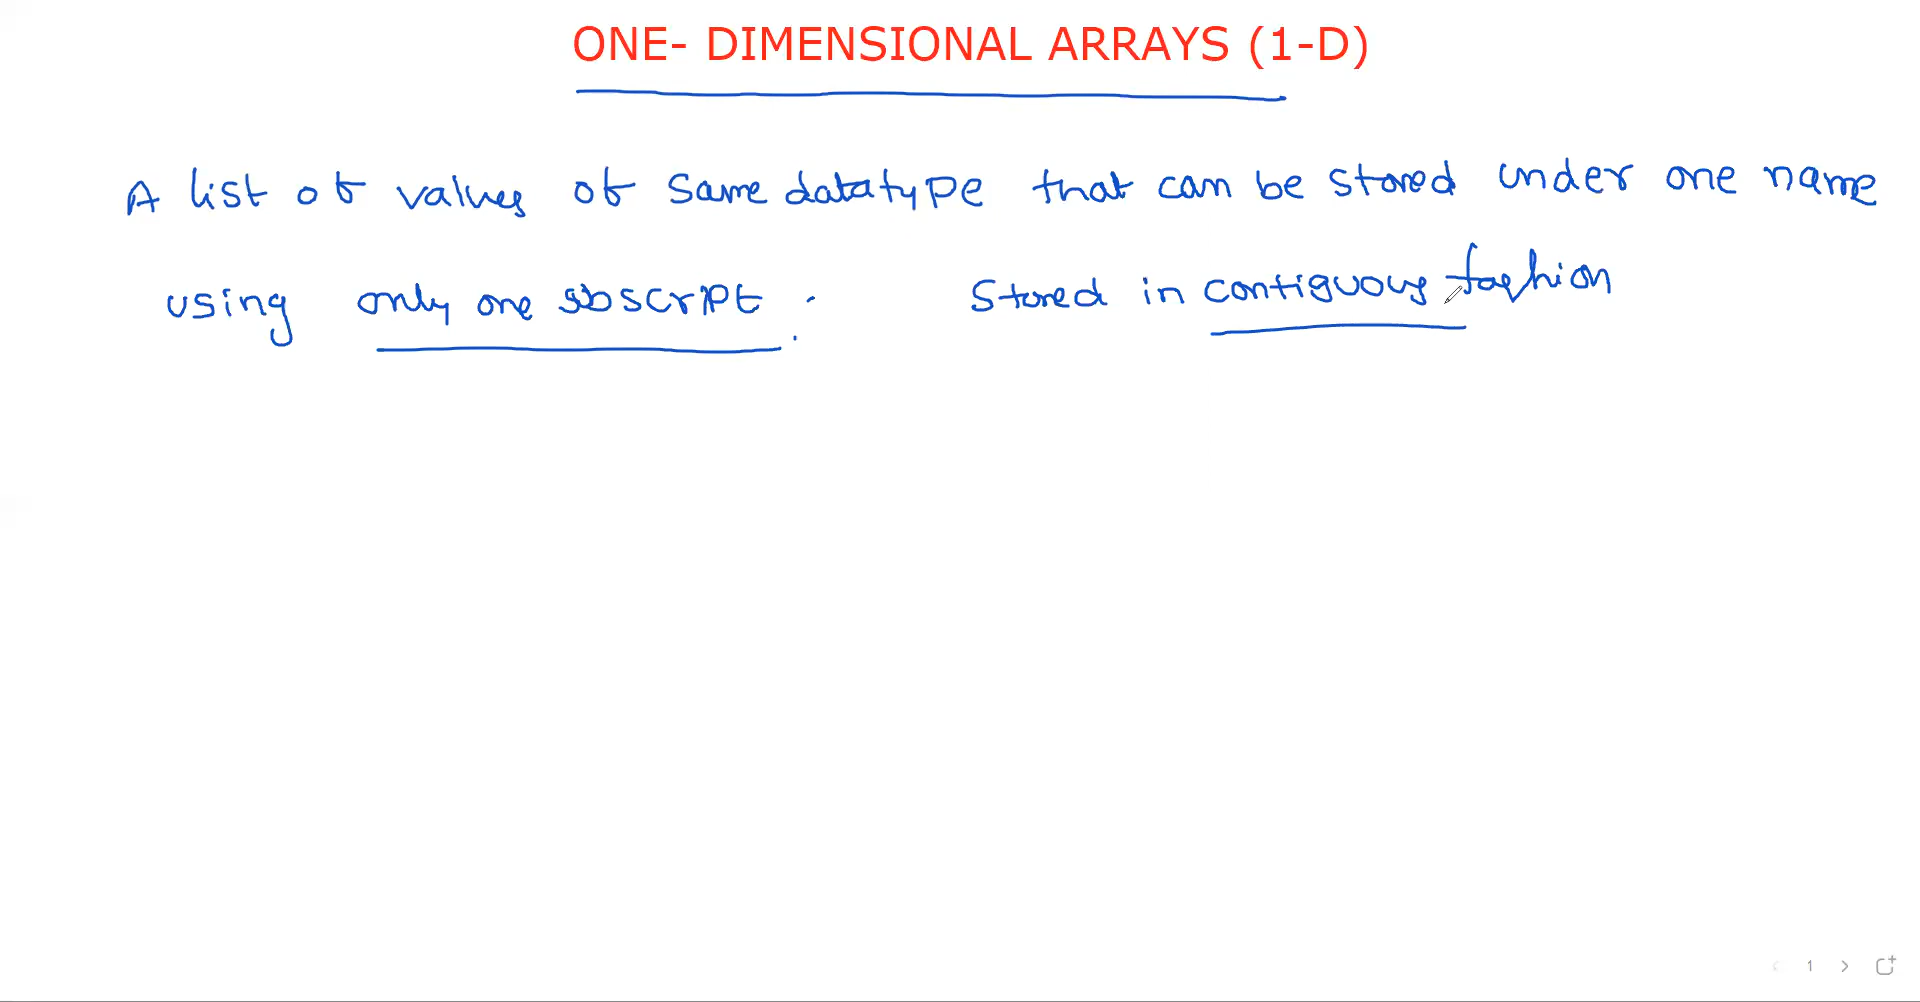 ONE- DIMENSIONAL ARRAYS (1-D)
A list of values of same datatype that can be stored under one name
using only one sbscript. Stored in contiguous fashion
1